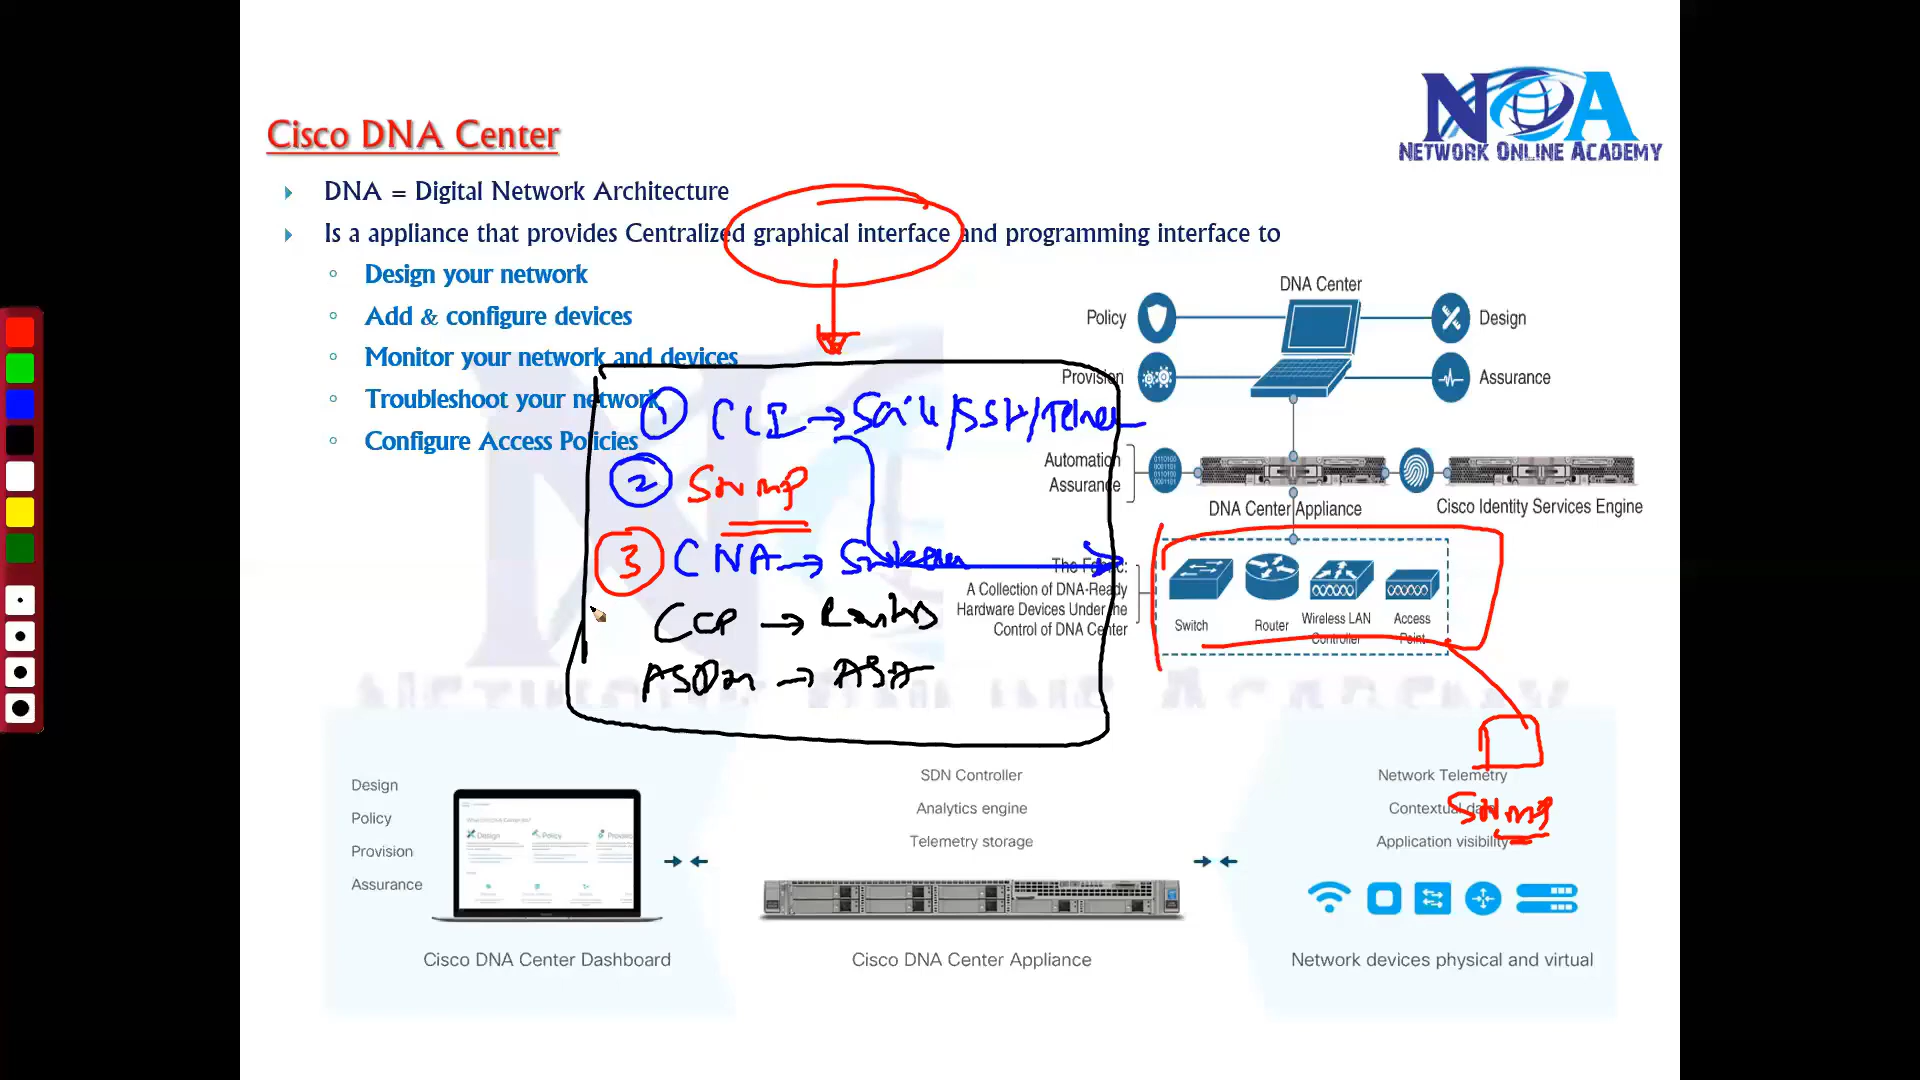 NOA
NETWORK ONLINE ACADEMY
Cisco DNA Center
DNA = Digital Network Architecture
Is a appliance that provides Centralized graphical interface and programming interface to
Design your network
Add & configure devices
Monitor your network and devices
Troubleshoot your network
Configure Access Policies
1 CLI → /SSH/Telnet
2 SNMP
3 CNA →
CCP → Routers
ASDM → ASA
DNA Center
Policy
Design
Provision
Assurance
Automation
Assurance
DNA Center Appliance
Cisco Identity Services Engine
The Fabric:
A Collection of DNA-Ready
Hardware Devices Under the
Control of DNA Center
Switch
Router
Wireless LAN
Controller
Access
Point
SNMP
NETWORK ONLINE ACADEMY
Design
Policy
Provision
Assurance
Design
Policy
Cisco DNA Center Dashboard
SDN Controller
Analytics engine
Telemetry storage
Cisco DNA Center Appliance
Network Telemetry
Contextual data
Application visibility
Network devices physical and virtual